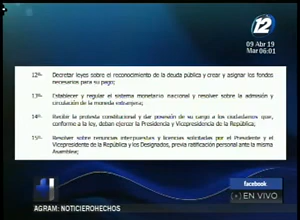 12
09 Abr 19
Mar 06:01
12ª- Decretar leyes sobre el reconocimiento de la deuda pública y crear y asignar los fondos
necesarios para su pago;
13ª- Establecer y regular el sistema monetario nacional y resolver sobre la admisión y
circulación de la moneda extranjera;
14ª- Recibir la protesta constitucional y dar posesión de su cargo a los ciudadanos que,
conforme a la ley, deban ejercer la Presidencia y Vicepresidencia de la República;
15ª- Resolver sobre renuncias interpuestas y licencias solicitadas por el Presidente y el
Vicepresidente de la República y los Designados, previa ratificación personal ante la misma
Asamblea;
facebook
EN VIVO
AGRAM: NOTICIEROHECHOS